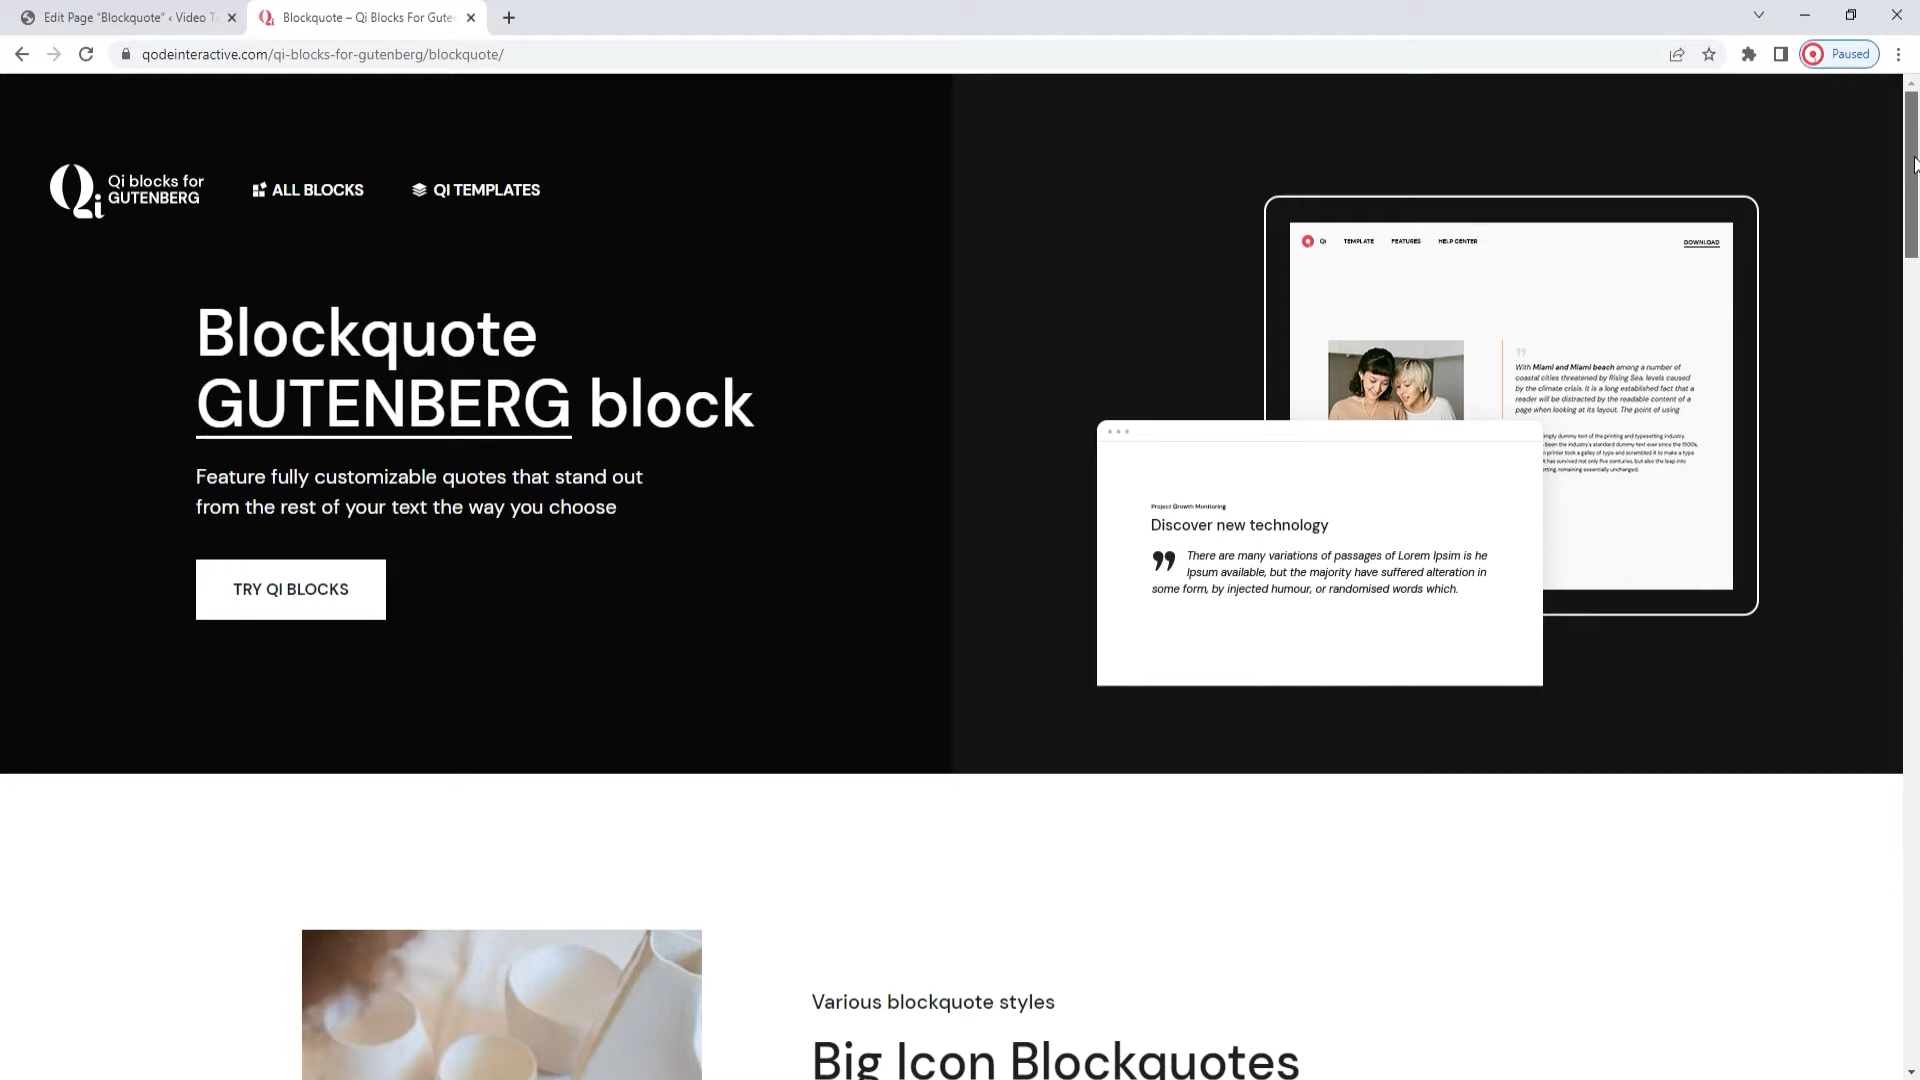 Edit Page "Blockquote" ‹ Video T
Blockquote – Qi Blocks For Gute
qodeinteractive.com/qi-blocks-for-gutenberg/blockquote/
Paused
Qi blocks for
GUTENBERG
ALL BLOCKS
QI TEMPLATES
Blockquote
GUTENBERG block
Feature fully customizable quotes that stand out
from the rest of your text the way you choose
TRY QI BLOCKS
Qi
TEMPLATE
FEATURES
HELP CENTER
DOWNLOAD
With Miami and Miami beach among a number of
coastal cities threatened by Rising Sea, levels caused
by the climate crisis. It is a long established fact that a
reader will be distracted by the readable content of a
page when looking at its layout. The point of using
simply dummy text of the printing and typesetting industry.
been the industry's standard dummy text ever since the 1500s,
printer took a galley of type and scrambled it to make a type
has survived not only five centuries, but also the leap into
remaining essentially unchanged.
Project Growth Monitoring
Discover new technology
There are many variations of passages of Lorem Ipsim is he
Ipsum available, but the majority have suffered alteration in
some form, by injected humour, or randomised words which.
Various blockquote styles
Big Icon Blockquotes